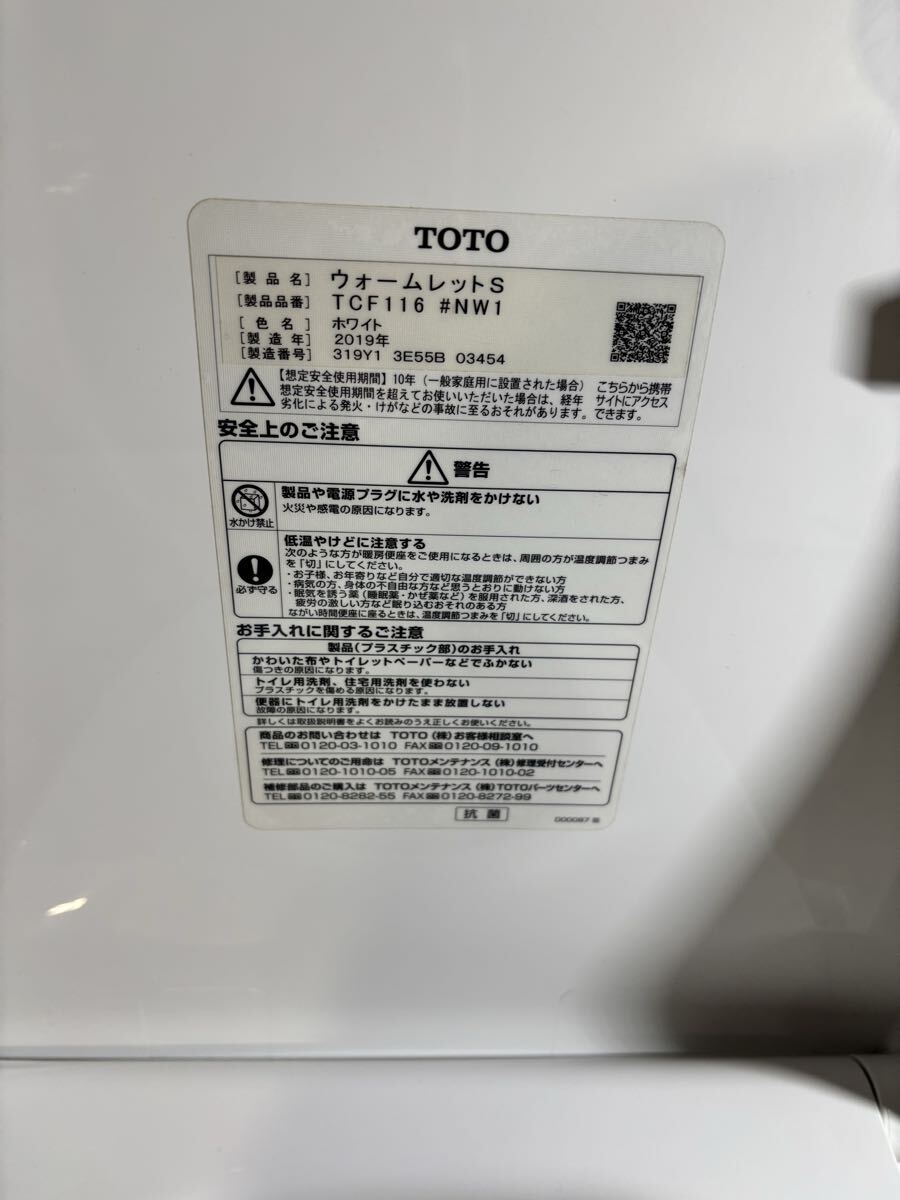 TOTO
[製品名] ウォームレットS
[製品品番] TCF116 #NW1
[色名] ホワイト
[製造年] 2019年
[製造番号] 319Y1 3E55B 03454
【想定安全使用期間】10年(一般家庭用に設置された場合)
想定安全使用期間を超えてお使いいただいた場合は、経年
劣化による発火・けがなどの事故に至るおそれがあります。
こちらから携帯
サイトにアクセス
できます。
安全上のご注意
警告
水かけ禁止
製品や電源プラグに水や洗剤をかけない
火災や感電の原因になります。
必ず守る
低温やけどに注意する
次のような方が暖房便座をご使用になるときは、周囲の方が温度調節つまみ
を「切」にしてください。
・お子様、お年寄りなど自分で適切な温度調節ができない方
・病気の方、身体の不自由な方など思うとおりに動けない方
・眠気を誘う薬(睡眠薬・かぜ薬など)を服用された方、深酒をされた方、
疲労の激しい方など眠り込むおそれのある方
ながい時間便座に座るときは、温度調節つまみを「切」にしてください。
お手入れに関するご注意
製品(プラスチック部)のお手入れ
かわいた布やトイレットペーパーなどでふかない
傷つきの原因になります。
トイレ用洗剤、住宅用洗剤を使わない
プラスチックを傷める原因になります。
便器にトイレ用洗剤をかけたまま放置しない
故障の原因になります。
詳しくは取扱説明書をよくお読みのうえ正しくお使いください。
商品のお問い合わせは TOTO(株)お客様相談室へ
TEL 0120-03-1010 FAX 0120-09-1010
修理についてのご用命は TOTOメンテナンス(株)修理受付センターへ
TEL 0120-1010-05 FAX 0120-1010-02
補修部品のご購入は TOTOメンテナンス(株)TOTOパーツセンターへ
TEL 0120-8282-55 FAX 0120-8272-99
抗菌